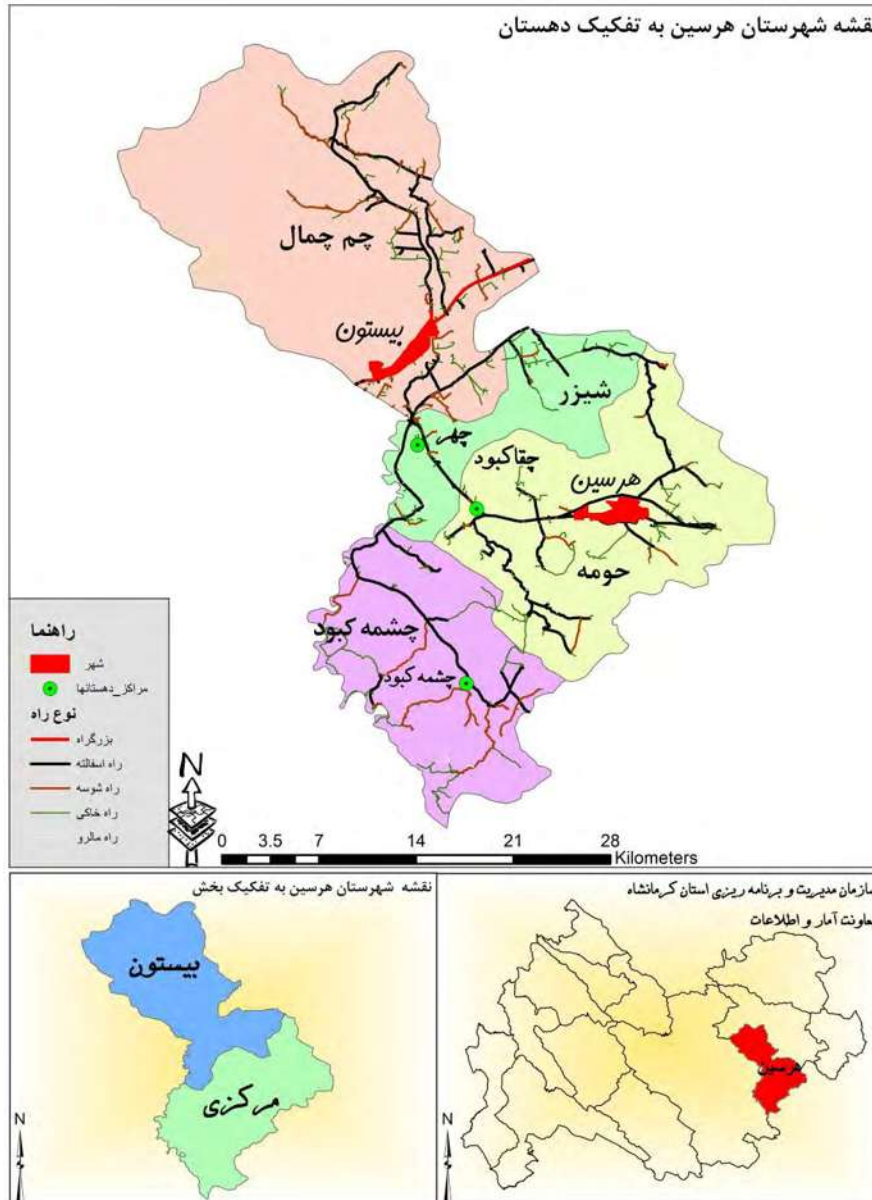 نقشه شهرستان هرسین به تفکیک دهستان
چم چمال
بیستون
شیزر
چهر
چقاکبود
هرسین
حومه
چشمه کبود
چشمه کبود
راهنما
شهر
مراکز_دهستانها
نوع راه
بزرگراه
راه اسفالته
راه شوسه
راه خاکی
راه مالرو
N
0 3.5 7 14 21 28
Kilometers
نقشه شهرستان هرسین به تفکیک بخش
بیستون
مرکزی
N
سازمان مدیریت و برنامه ریزی استان کرمانشاه
معاونت آمار و اطلاعات
هرسین
N